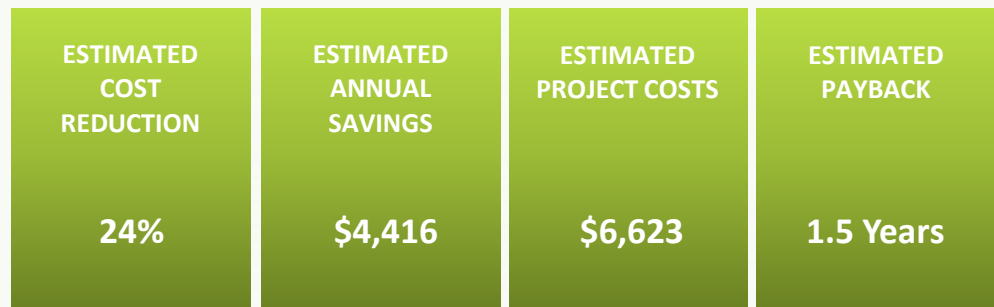 ESTIMATED
COST
REDUCTION
24%
ESTIMATED
ANNUAL
SAVINGS
$4,416
ESTIMATED
PROJECT COSTS
$6,623
ESTIMATED
PAYBACK
1.5 Years